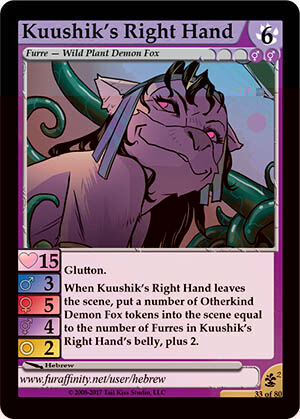 Kuushik's Right Hand
6
Furre — Wild Plant Demon Fox
15
Glutton.
3
When Kuushik's Right Hand leaves
the scene, put a number of Otherkind
5
Demon Fox tokens into the scene equal
4
to the number of Furres in Kuushik's
Right Hand's belly, plus 2.
2
Hebrew
www.furaffinity.net/user/hebrew
© 2005-2017 Tail Kiss Studio, LLC
33 of 80